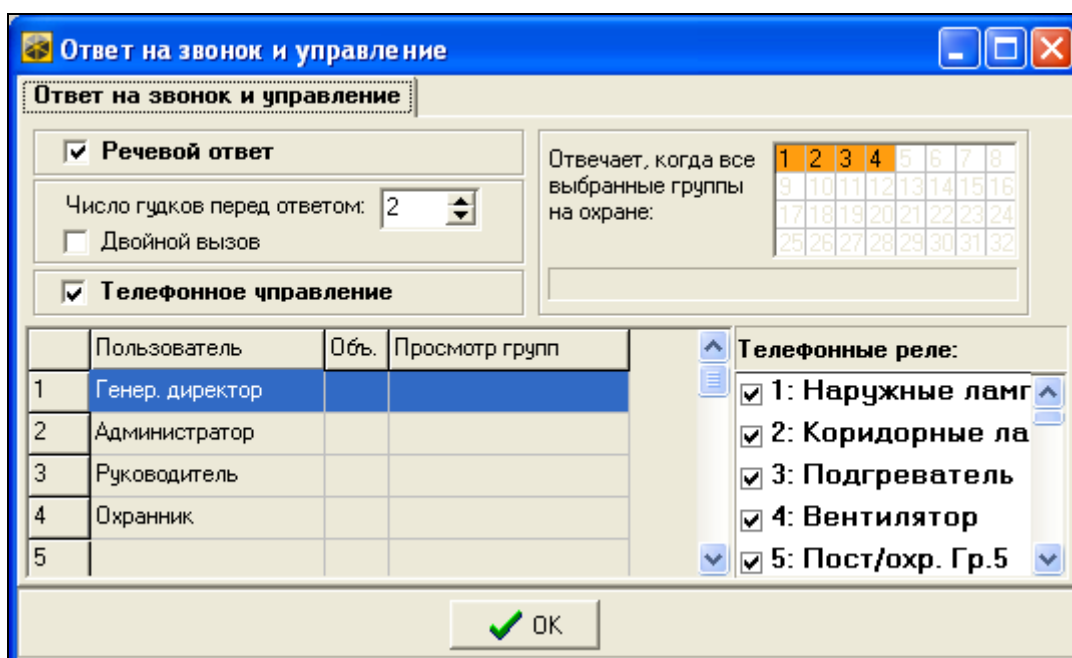 Ответ на звонок и управление
Ответ на звонок и управление
Речевой ответ
Число гудков перед ответом: 2
Двойной вызов
Телефонное управление
Отвечает, когда все
выбранные группы
на охране:
1 2 3 4 5 6 7 8
9 10 11 12 13 14 15 16
17 18 19 20 21 22 23 24
25 26 27 28 29 30 31 32
Пользователь Объ. Просмотр групп
1 Генер. директор
2 Администратор
3 Руководитель
4 Охранник
5
Телефонные реле:
1: Наружные ламп
2: Коридорные ла
3: Подгреватель
4: Вентилятор
5: Пост/охр. Гр.5
OK